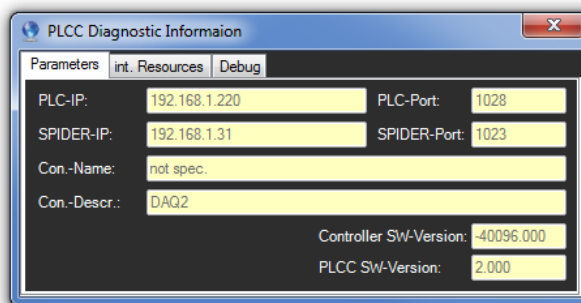 PLCC Diagnostic Informaion
Parameters int. Resources Debug
PLC-IP: 192.168.1.220 PLC-Port: 1028
SPIDER-IP: 192.168.1.31 SPIDER-Port: 1023
Con.-Name: not spec.
Con.-Descr.: DAQ2
Controller SW-Version: -40096.000
PLCC SW-Version: 2.000